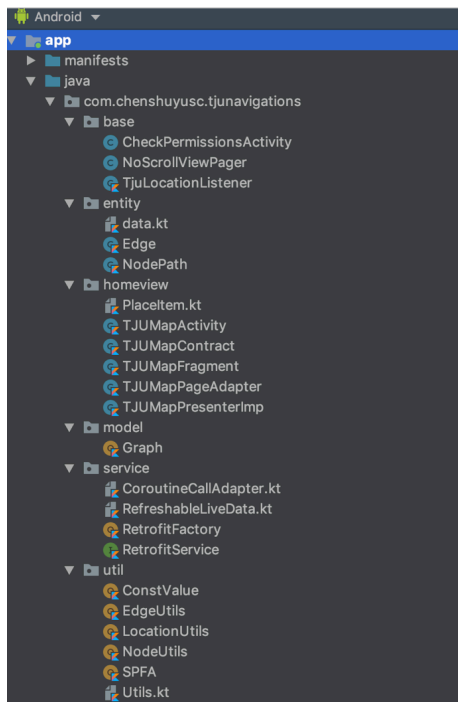 Android
app
manifests
java
com.chenshuyusc.tjunavigations
base
CheckPermissionsActivity
NoScrollViewPager
TjuLocationListener
entity
data.kt
Edge
NodePath
homeview
PlaceItem.kt
TJUMapActivity
TJUMapContract
TJUMapFragment
TJUMapPageAdapter
TJUMapPresenterImp
model
Graph
service
CoroutineCallAdapter.kt
RefreshableLiveData.kt
RetrofitFactory
RetrofitService
util
ConstValue
EdgeUtils
LocationUtils
NodeUtils
SPFA
Utils.kt